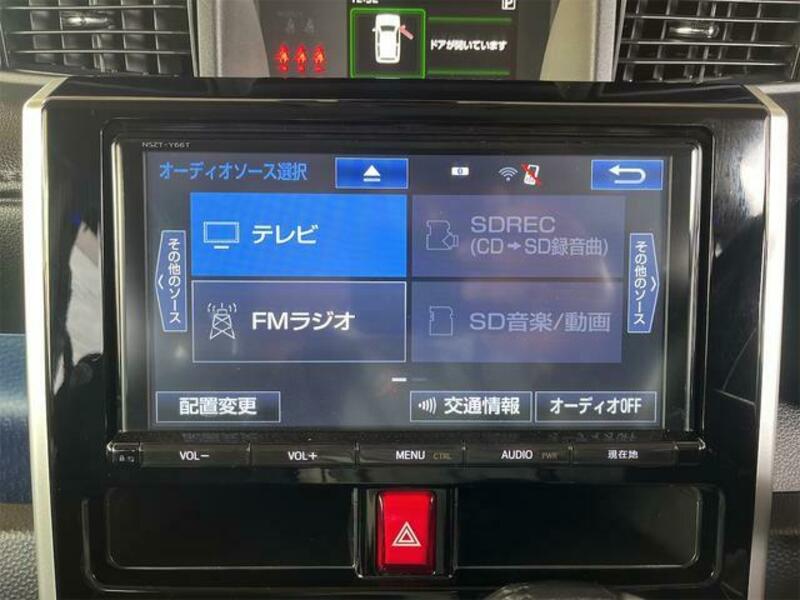 12:52
P
ドアが開いています
NSZT-Y66T
オーディオソース選択
テレビ
SDREC
(CD➡SD録音曲)
その他のソース
その他のソース
FMラジオ
SD音楽/動画
配置変更
交通情報
オーディオOFF
VOL−
VOL+
MENU CTRL
AUDIO PWR
現在地